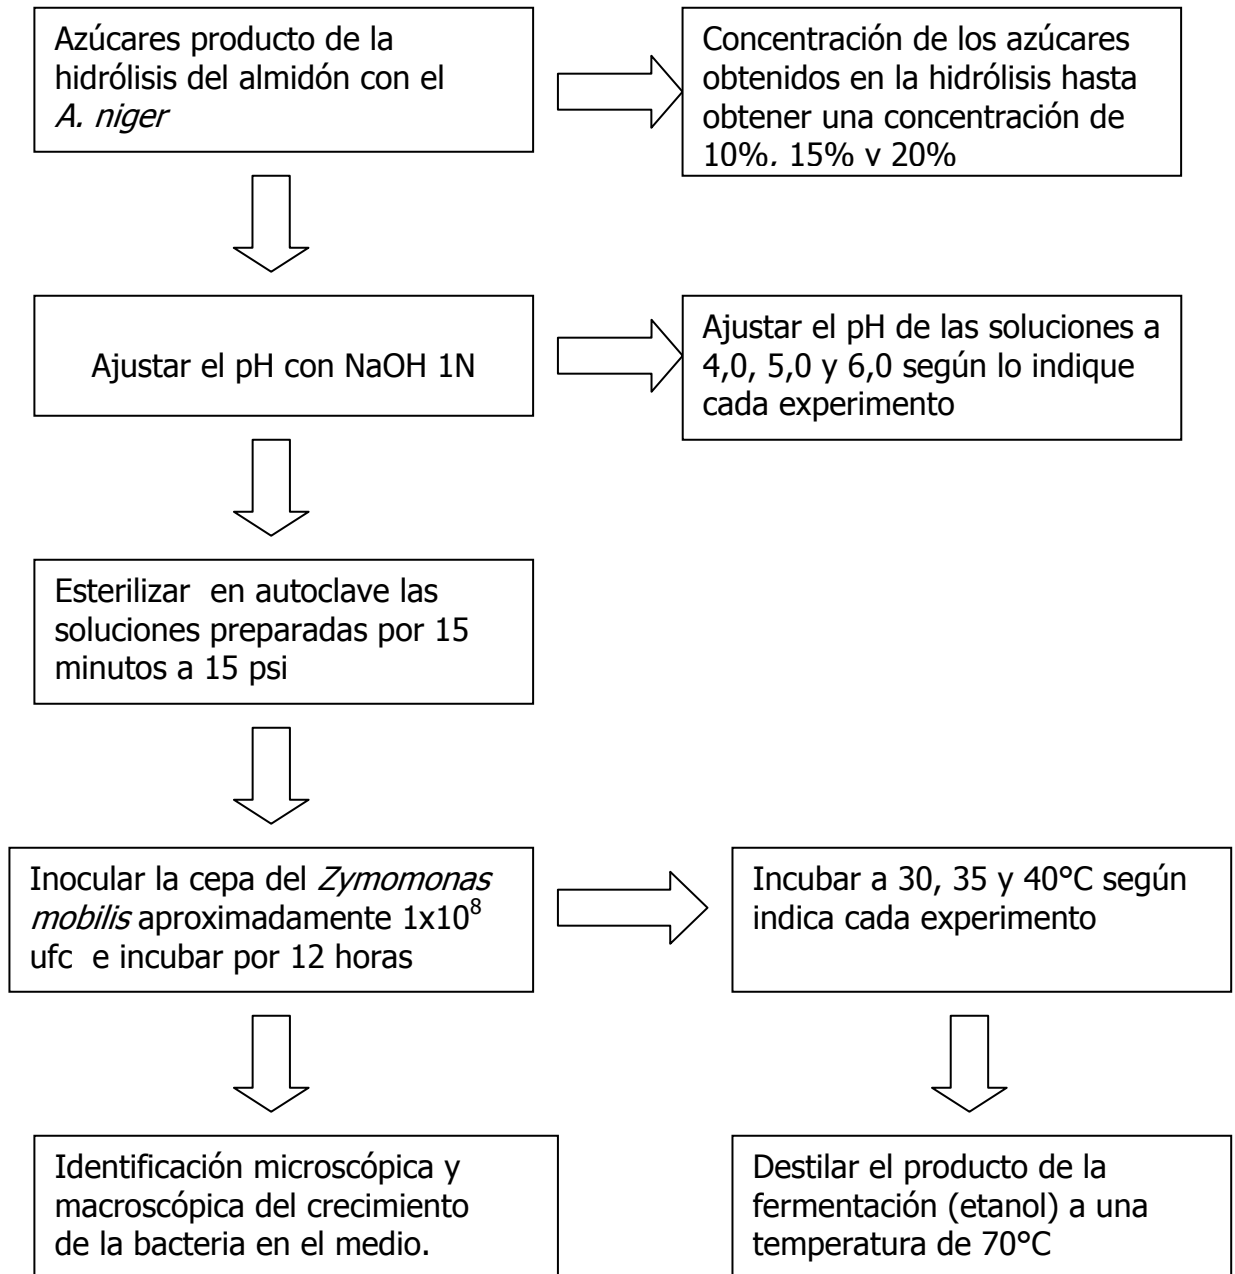 Azúcares producto de la
hidrólisis del almidón con el
A. niger
Concentración de los azúcares
obtenidos en la hidrólisis hasta
obtener una concentración de
10%, 15% y 20%
Ajustar el pH con NaOH 1N
Ajustar el pH de las soluciones a
4,0, 5,0 y 6,0 según lo indique
cada experimento
Esterilizar en autoclave las
soluciones preparadas por 15
minutos a 15 psi
Inocular la cepa del Zymomonas
mobilis aproximadamente 1x10⁸
ufc e incubar por 12 horas
Incubar a 30, 35 y 40°C según
indica cada experimento
Identificación microscópica y
macroscópica del crecimiento
de la bacteria en el medio.
Destilar el producto de la
fermentación (etanol) a una
temperatura de 70°C